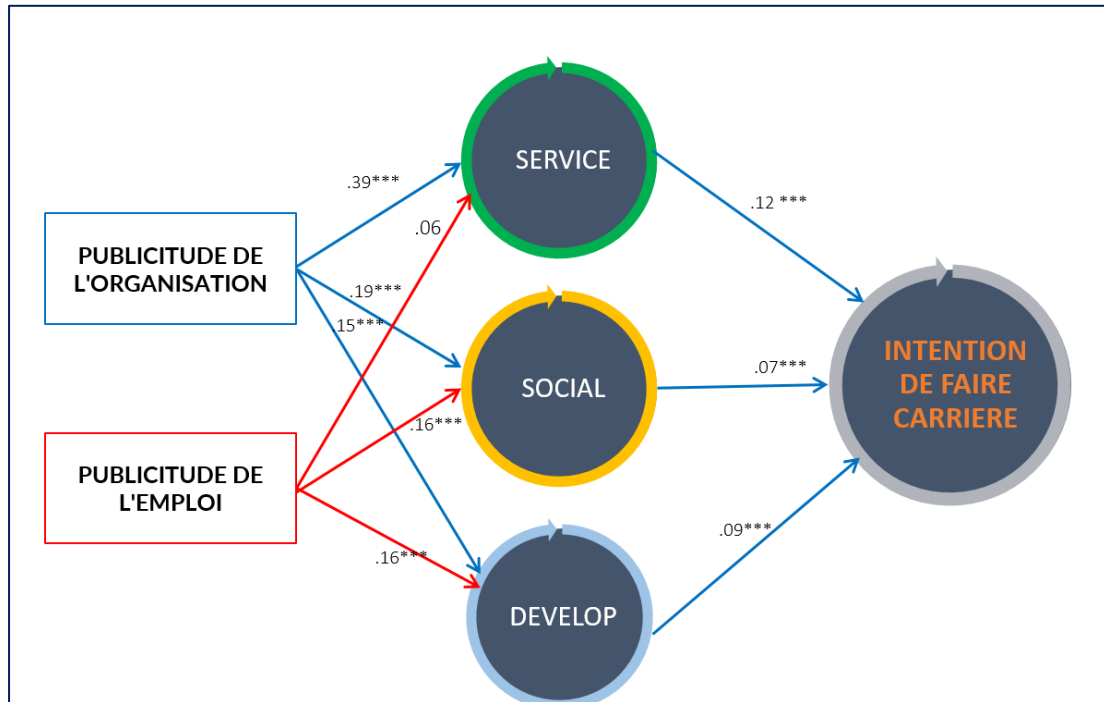 SERVICE
.39***
.12 ***
.06
PUBLICITUDE DE
L'ORGANISATION
.19***
.15***
INTENTION
DE FAIRE
CARRIERE
.07***
SOCIAL
.16***
PUBLICITUDE DE
L'EMPLOI
.09***
.16***
DEVELOP